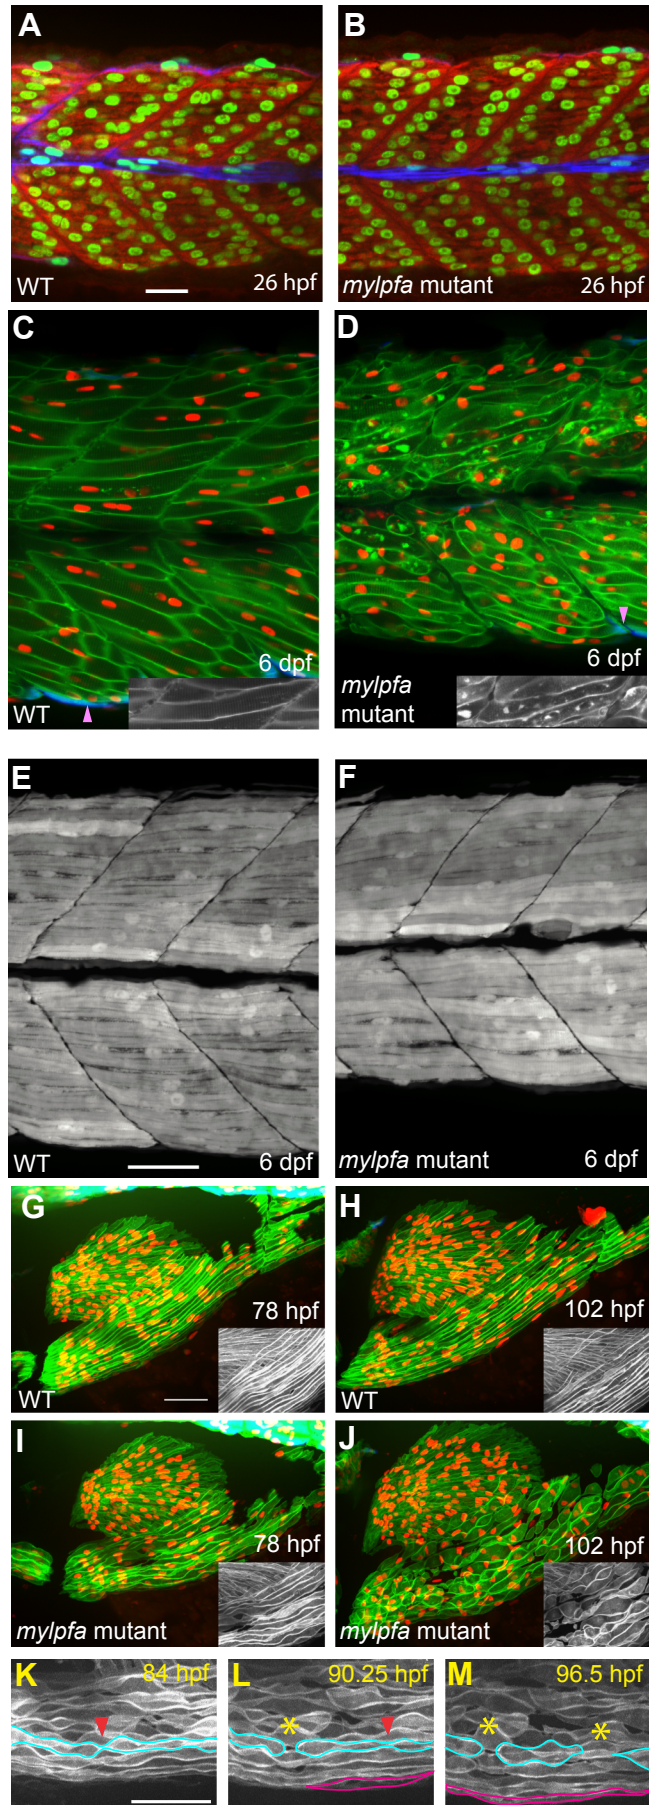 A
WT
26 hpf
B
mylpfa mutant
26 hpf
C
6 dpf
WT
D
6 dpf
mylpfa
mutant
E
WT
6 dpf
F
mylpfa mutant
6 dpf
G
78 hpf
WT
H
102 hpf
WT
I
78 hpf
mylpfa mutant
J
102 hpf
mylpfa mutant
K
84 hpf
L
90.25 hpf
*
M
96.5 hpf
*
*